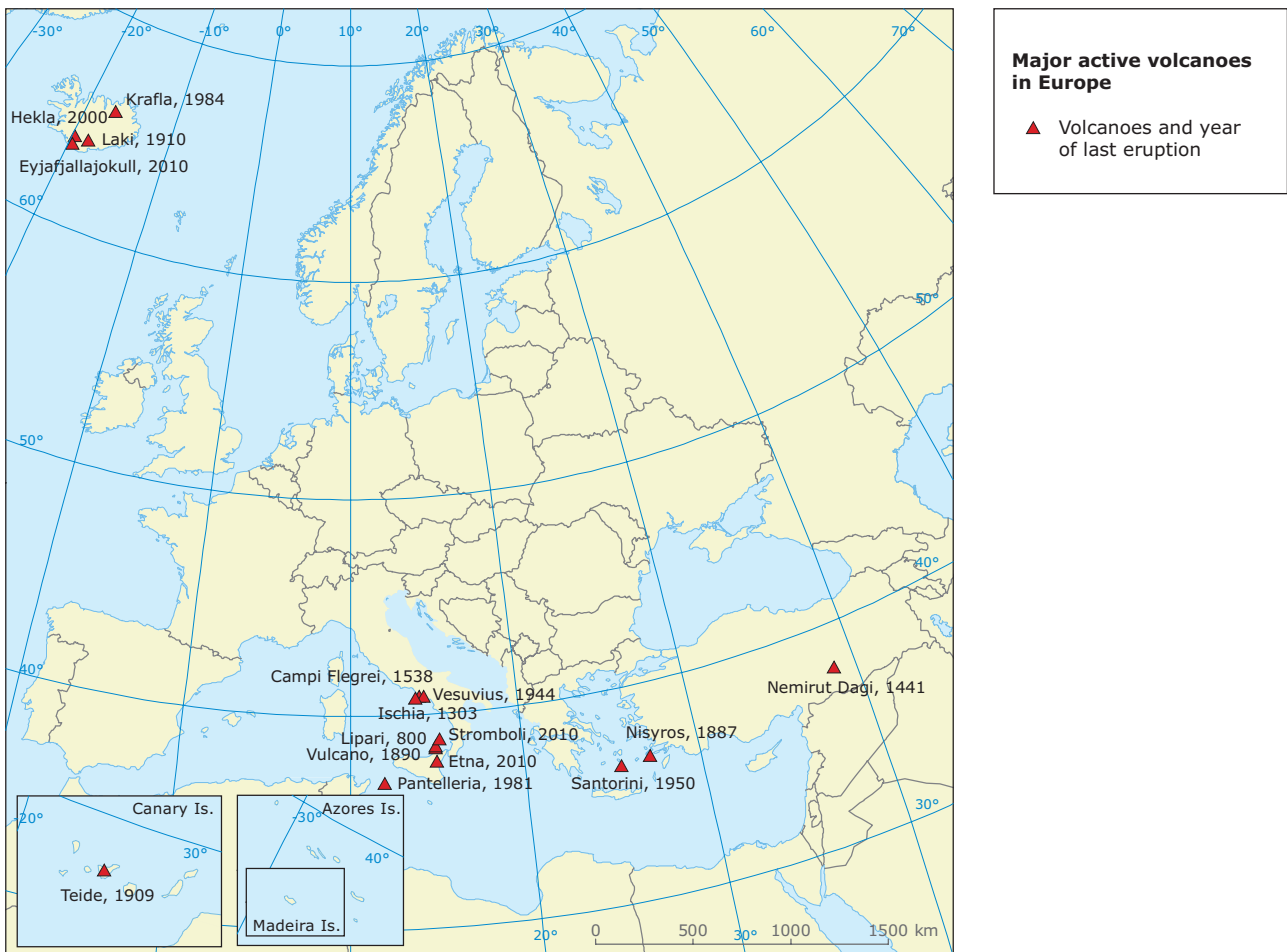 -30°
-20°
-10°
0°
10°
20°
30°
40°
50°
60°
70°
Krafla, 1984
Hekla, 2000
Laki, 1910
Eyjafjallajokull, 2010
60°
50°
50°
40°
40°
Campi Flegrei, 1538
Vesuvius, 1944
Ischia, 1303
Lipari, 800
Stromboli, 2010
Vulcano, 1890
Etna, 2010
Pantelleria, 1981
Nemirut Dagi, 1441
Nisyros, 1887
Santorini, 1950
30°
Canary Is.
-20°
30°
Teide, 1909
Azores Is.
-30°
40°
Madeira Is.
20°
30°
0 500 1000 1500 km
Major active volcanoes
in Europe
Volcanoes and year
of last eruption